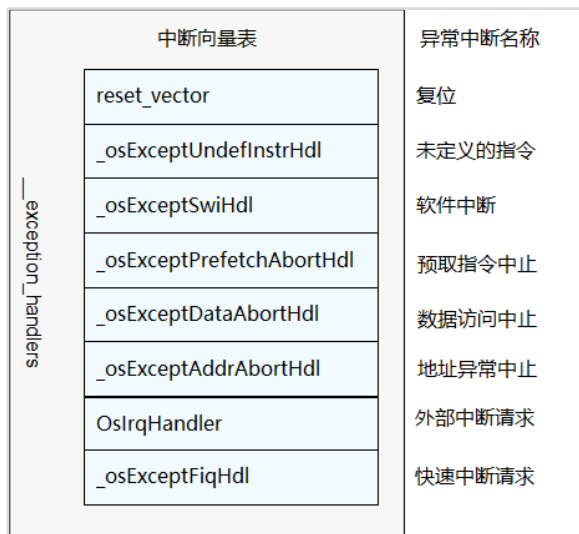 中断向量表 异常中断名称
__exception_handlers
reset_vector 复位
_osExceptUndefInstrHdl 未定义的指令
_osExceptSwiHdl 软件中断
_osExceptPrefetchAbortHdl 预取指令中止
_osExceptDataAbortHdl 数据访问中止
_osExceptAddrAbortHdl 地址异常中止
OsIrqHandler 外部中断请求
_osExceptFiqHdl 快速中断请求